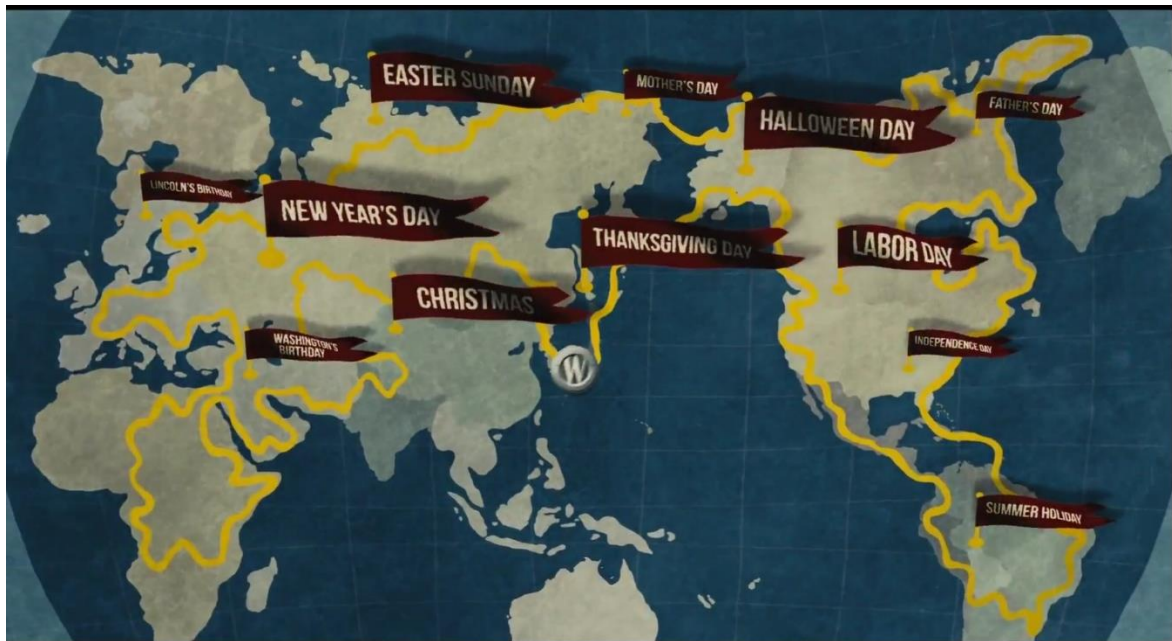 EASTER SUNDAY
MOTHER'S DAY
HALLOWEEN DAY
FATHER'S DAY
LINCOLN'S BIRTHDAY
NEW YEAR'S DAY
THANKSGIVING DAY
LABOR DAY
CHRISTMAS
WASHINGTON'S
BIRTHDAY
INDEPENDENCE DAY
W
SUMMER HOLIDAY